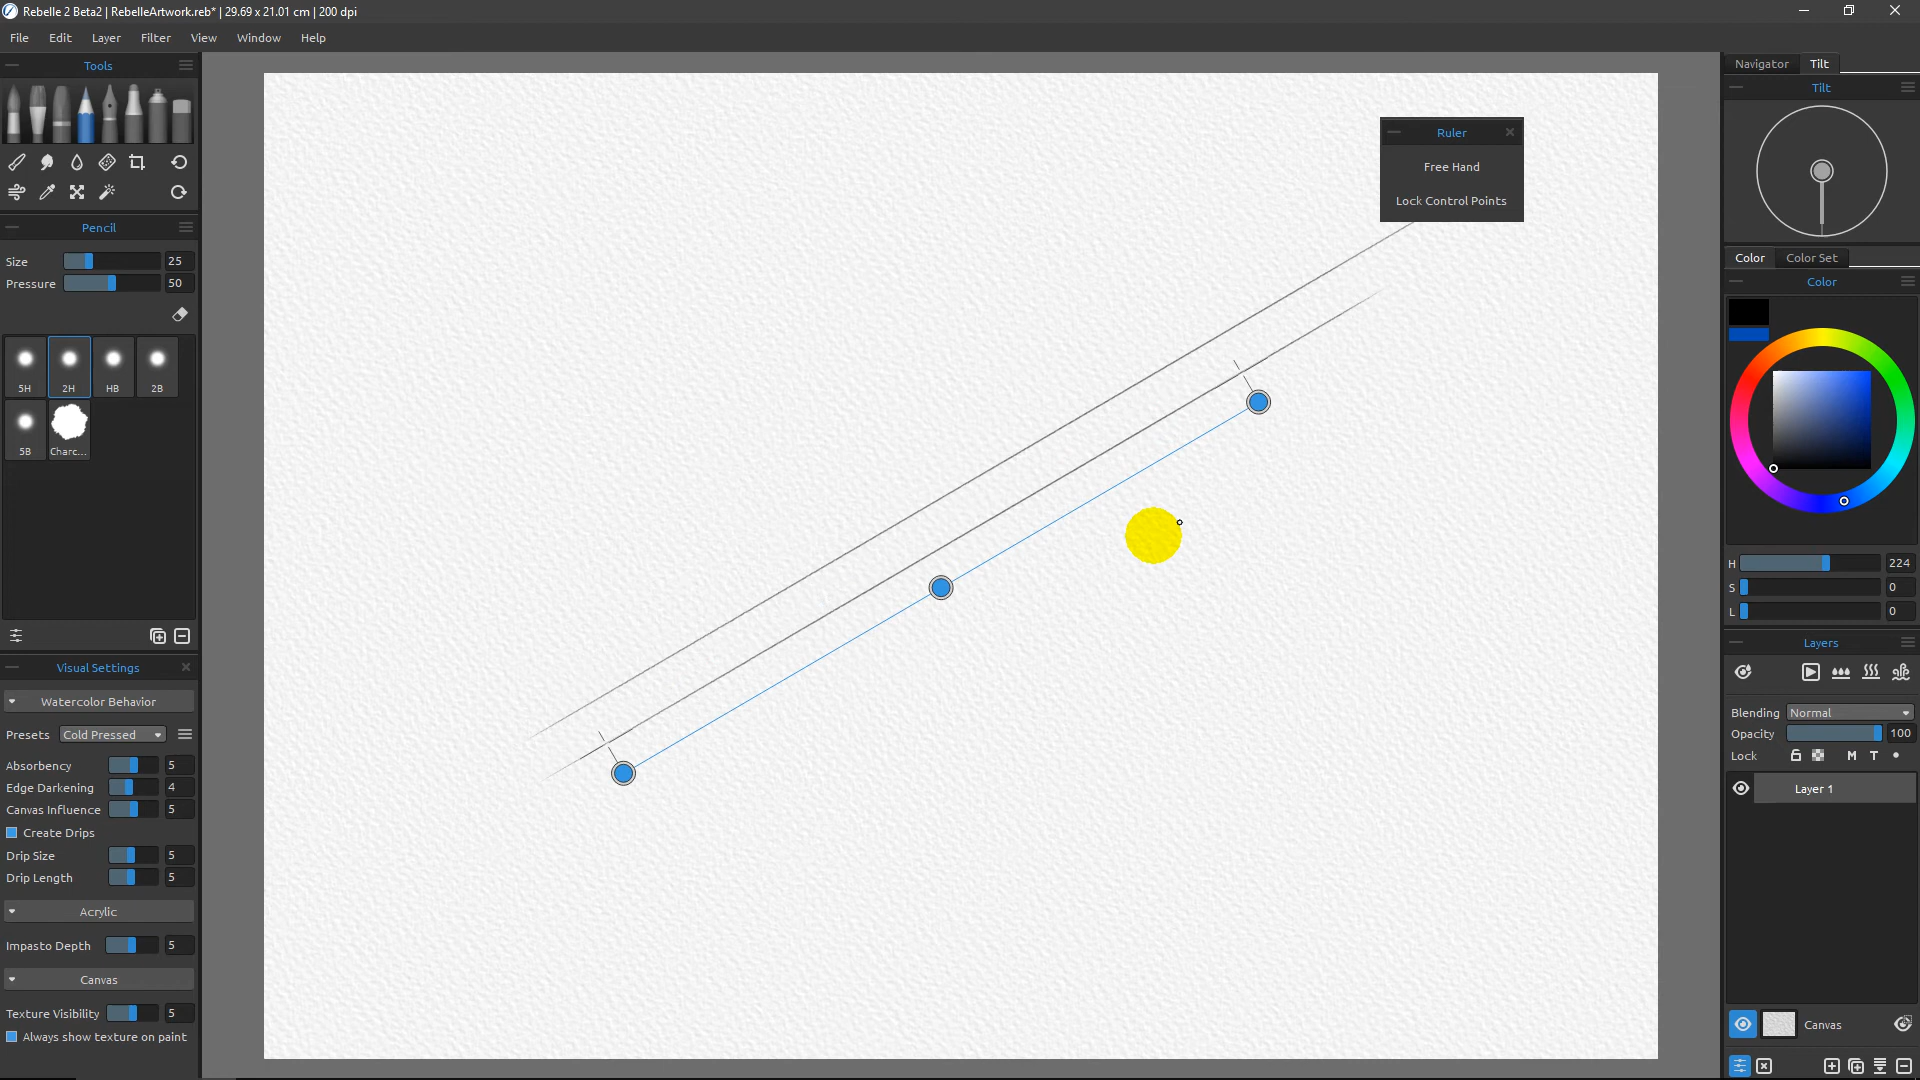 Rebelle 2 Beta2 | RebelleArtwork.reb* | 29.69 x 21.01 cm | 200 dpi
File Edit Layer Filter View Window Help
Tools
Pencil
Size 25
Pressure 50
5H 2H HB 2B
5B Charc...
Visual Settings
Watercolor Behavior
Presets Cold Pressed
Absorbency 5
Edge Darkening 4
Canvas Influence 5
Create Drips
Drip Size 5
Drip Length 5
Acrylic
Impasto Depth 5
Canvas
Texture Visibility 5
Always show texture on paint
Ruler
Free Hand
Lock Control Points
Navigator Tilt
Tilt
Color Color Set
Color
H 224
S 0
L 0
Layers
Blending Normal
Opacity 100
Lock M T
Layer 1
Canvas